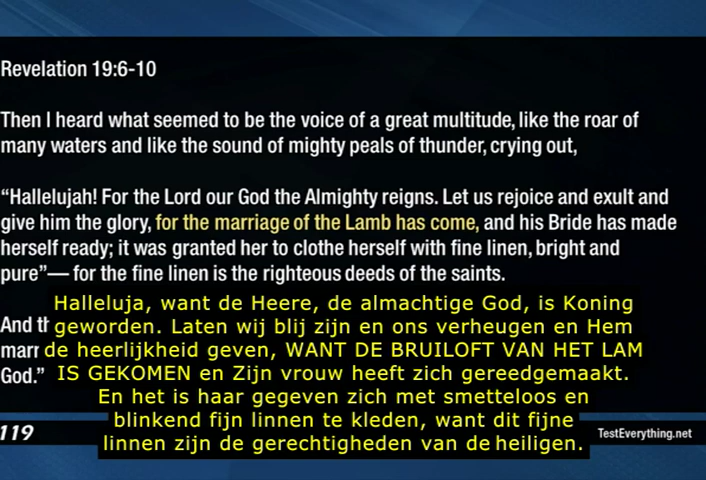 Revelation 19:6-10
Then I heard what seemed to be the voice of a great multitude, like the roar of
many waters and like the sound of mighty peals of thunder, crying out,
“Hallelujah! For the Lord our God the Almighty reigns. Let us rejoice and exult and
give him the glory, for the marriage of the Lamb has come, and his Bride has made
herself ready; it was granted her to clothe herself with fine linen, bright and
pure”— for the fine linen is the righteous deeds of the saints.
And
God.”
Halleluja, want de Heere, de almachtige God, is Koning
geworden. Laten wij blij zijn en ons verheugen en Hem
de heerlijkheid geven, WANT DE BRUILOFT VAN HET LAM
IS GEKOMEN en Zijn vrouw heeft zich gereedgemaakt.
En het is haar gegeven zich met smetteloos en
blinkend fijn linnen te kleden, want dit fijne
linnen zijn de gerechtigheden van de heiligen.
119
TestEverything.net